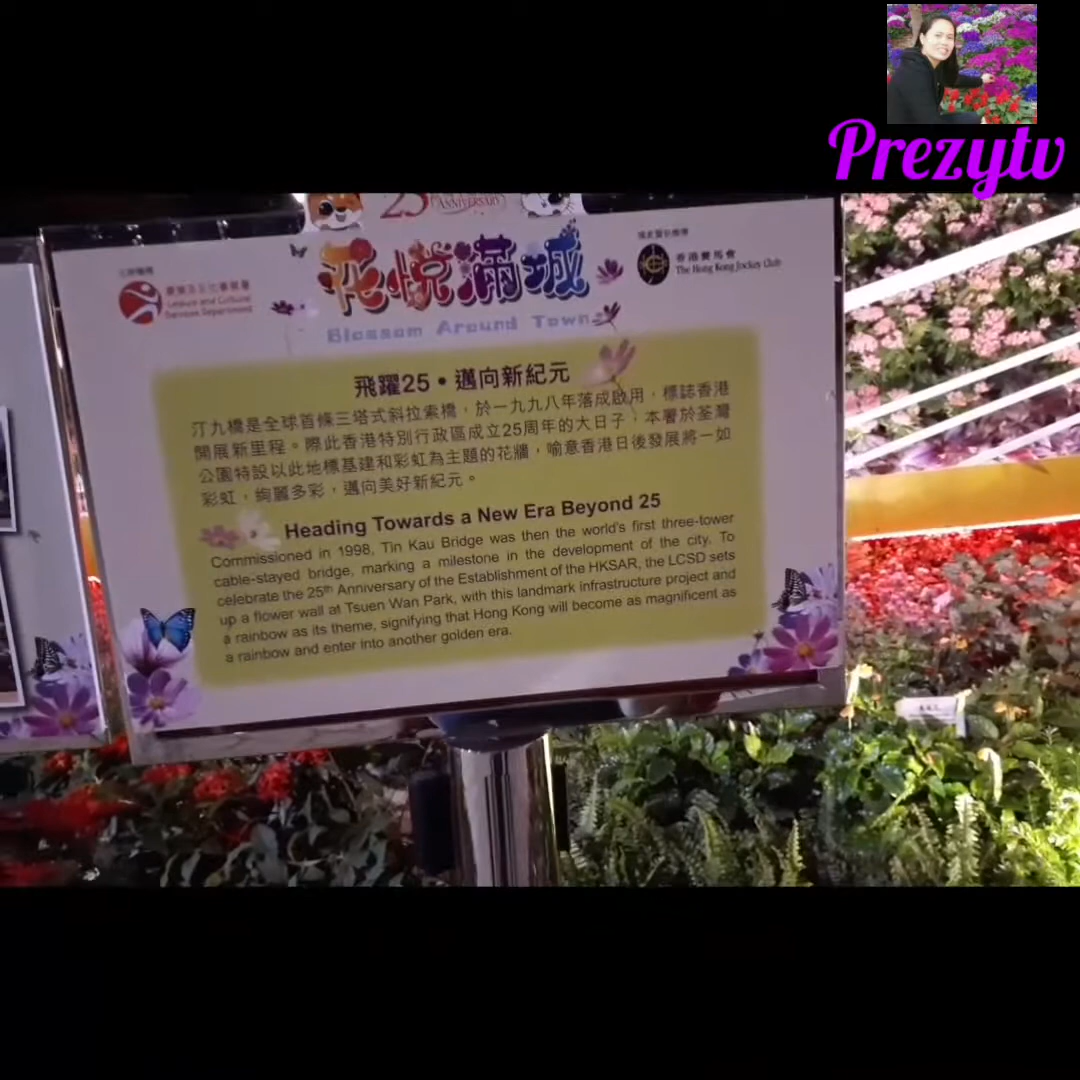 Prezytv
25 ANNIVERSARY
花悅滿城
Blossom Around Town
康樂及文化事務署
Leisure and Cultural
Services Department
香港賽馬會
The Hong Kong Jockey Club
飛躍25•邁向新紀元
汀九橋是全球首條三塔式斜拉索橋，於一九九八年落成啟用，標誌香港
開展新里程。際此香港特別行政區成立25周年的大日子，本署於荃灣
公園特設以此地標基建和彩虹為主題的花牆，喻意香港日後發展將一如
彩虹，絢麗多彩，邁向美好新紀元。
Heading Towards a New Era Beyond 25
Commissioned in 1998, Tin Kau Bridge was then the world's first three-tower
cable-stayed bridge, marking a milestone in the development of the city. To
celebrate the 25th Anniversary of the Establishment of the HKSAR, the LCSD sets
up a flower wall at Tsuen Wan Park, with this landmark infrastructure project and
a rainbow as its theme, signifying that Hong Kong will become as magnificent as
a rainbow and enter into another golden era.